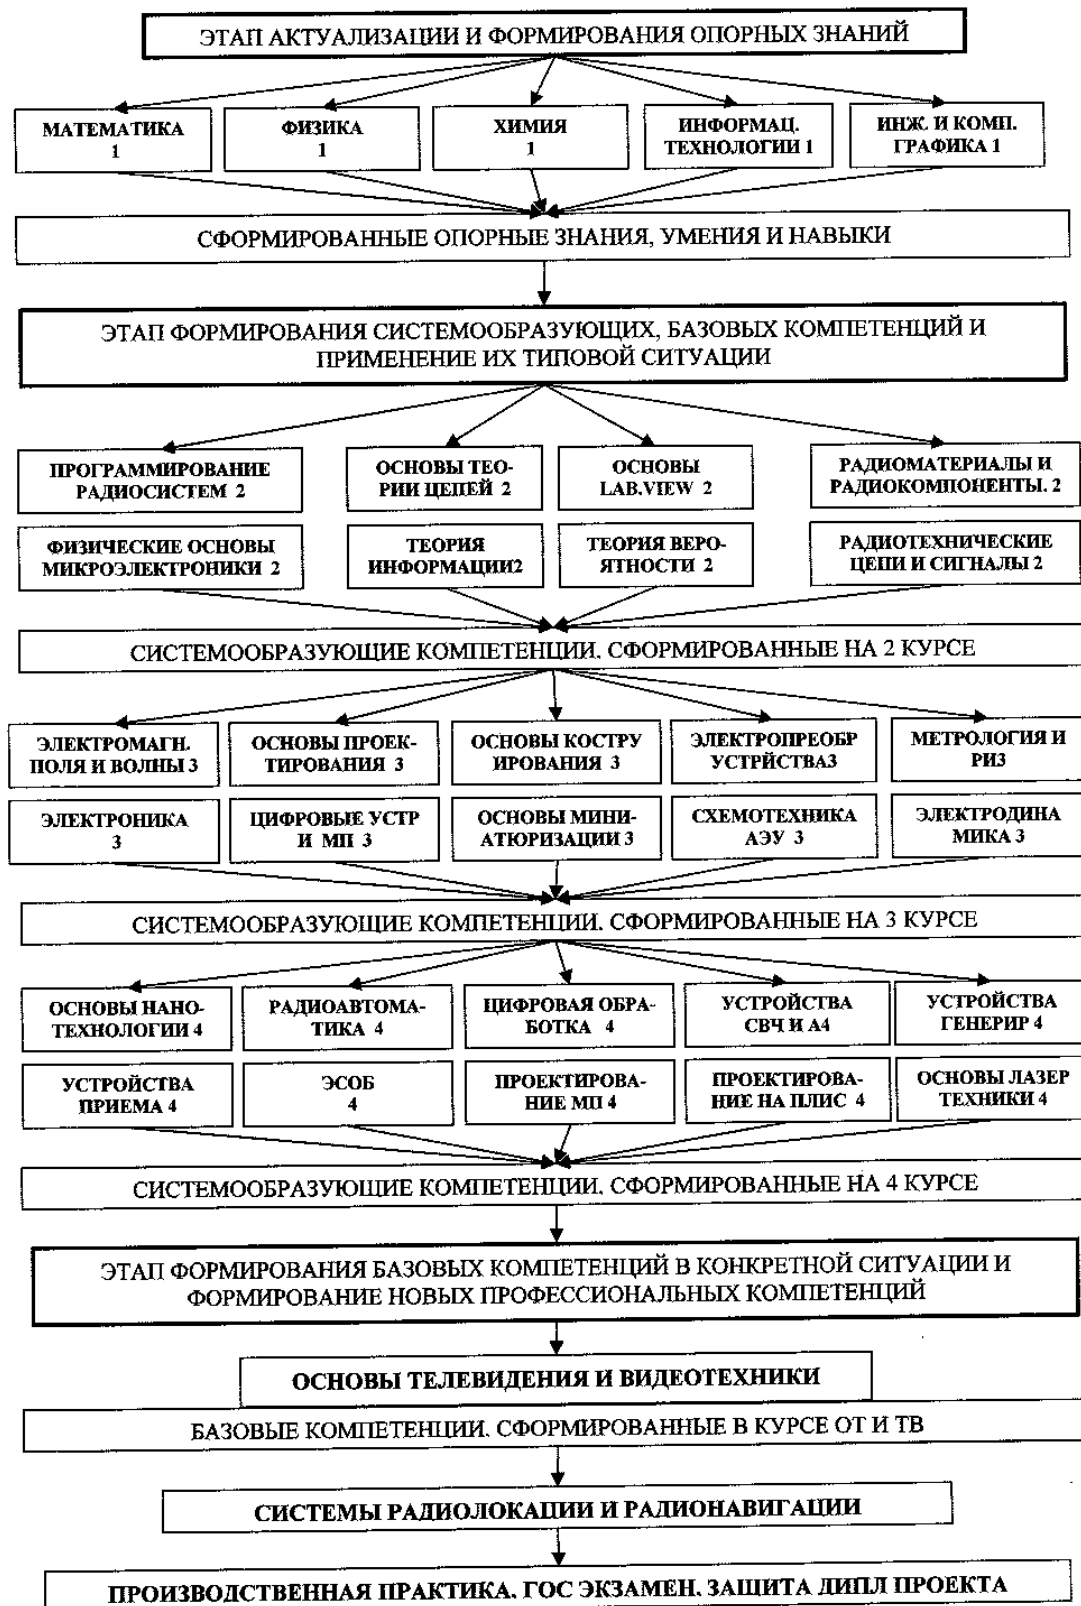 ЭТАП АКТУАЛИЗАЦИИ И ФОРМИРОВАНИЯ ОПОРНЫХ ЗНАНИЙ
МАТЕМАТИКА
1
ФИЗИКА
1
ХИМИЯ
1
ИНФОРМАЦ.
ТЕХНОЛОГИИ 1
ИНЖ. И КОМП.
ГРАФИКА 1
СФОРМИРОВАННЫЕ ОПОРНЫЕ ЗНАНИЯ, УМЕНИЯ И НАВЫКИ
ЭТАП ФОРМИРОВАНИЯ СИСТЕМООБРАЗУЮЩИХ, БАЗОВЫХ КОМПЕТЕНЦИЙ И
ПРИМЕНЕНИЕ ИХ ТИПОВОЙ СИТУАЦИИ
ПРОГРАММИРОВАНИЕ
РАДИОСИСТЕМ 2
ОСНОВЫ ТЕО-
РИИ ЦЕПЕЙ 2
ОСНОВЫ
LAB.VIEW 2
РАДИОМАТЕРИАЛЫ И
РАДИОКОМПОНЕНТЫ. 2
ФИЗИЧЕСКИЕ ОСНОВЫ
МИКРОЭЛЕКТРОНИКИ 2
ТЕОРИЯ
ИНФОРМАЦИИ2
ТЕОРИЯ ВЕРО-
ЯТНОСТИ 2
РАДИОТЕХНИЧЕСКИЕ
ЦЕПИ И СИГНАЛЫ 2
СИСТЕМООБРАЗУЮЩИЕ КОМПЕТЕНЦИИ. СФОРМИРОВАННЫЕ НА 2 КУРСЕ
ЭЛЕКТРОМАГН.
ПОЛЯ И ВОЛНЫ 3
ОСНОВЫ ПРОЕК-
ТИРОВАНИЯ 3
ОСНОВЫ КОСТРУ
ИРОВАНИЯ 3
ЭЛЕКТРОПРЕОБР
УСТРЙСТВА3
МЕТРОЛОГИЯ И
РИ3
ЭЛЕКТРОНИКА
3
ЦИФРОВЫЕ УСТР
И МП 3
ОСНОВЫ МИНИ-
АТЮРИЗАЦИИ 3
СХЕМОТЕХНИКА
АЭУ 3
ЭЛЕКТРОДИНА
МИКА 3
СИСТЕМООБРАЗУЮЩИЕ КОМПЕТЕНЦИИ. СФОРМИРОВАННЫЕ НА 3 КУРСЕ
ОСНОВЫ НАНО-
ТЕХНОЛОГИИ 4
РАДИОАВТОМА-
ТИКА 4
ЦИФРОВАЯ ОБРА-
БОТКА 4
УСТРОЙСТВА
СВЧ И А4
УСТРОЙСТВА
ГЕНЕРИР 4
УСТРОЙСТВА
ПРИЕМА 4
ЭСОБ
4
ПРОЕКТИРОВА-
НИЕ МП 4
ПРОЕКТИРОВА-
НИЕ НА ПЛИС 4
ОСНОВЫ ЛАЗЕР
ТЕХНИКИ 4
СИСТЕМООБРАЗУЮЩИЕ КОМПЕТЕНЦИИ. СФОРМИРОВАННЫЕ НА 4 КУРСЕ
ЭТАП ФОРМИРОВАНИЯ БАЗОВЫХ КОМПЕТЕНЦИЙ В КОНКРЕТНОЙ СИТУАЦИИ И
ФОРМИРОВАНИЕ НОВЫХ ПРОФЕССИОНАЛЬНЫХ КОМПЕТЕНЦИЙ
ОСНОВЫ ТЕЛЕВИДЕНИЯ И ВИДЕОТЕХНИКИ
БАЗОВЫЕ КОМПЕТЕНЦИИ. СФОРМИРОВАННЫЕ В КУРСЕ ОТ И ТВ
СИСТЕМЫ РАДИОЛОКАЦИИ И РАДИОНАВИГАЦИИ
ПРОИЗВОДСТВЕННАЯ ПРАКТИКА. ГОС ЭКЗАМЕН. ЗАЩИТА ДИПЛ ПРОЕКТА